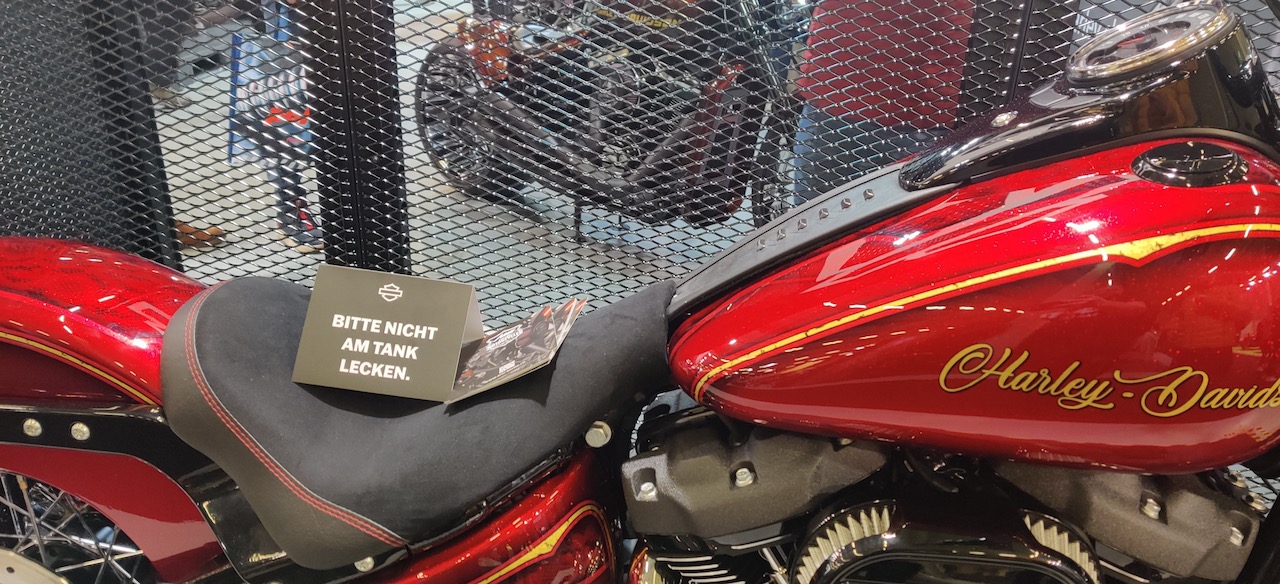 BITTE NICHT
AM TANK
LECKEN.
Harley-Davids